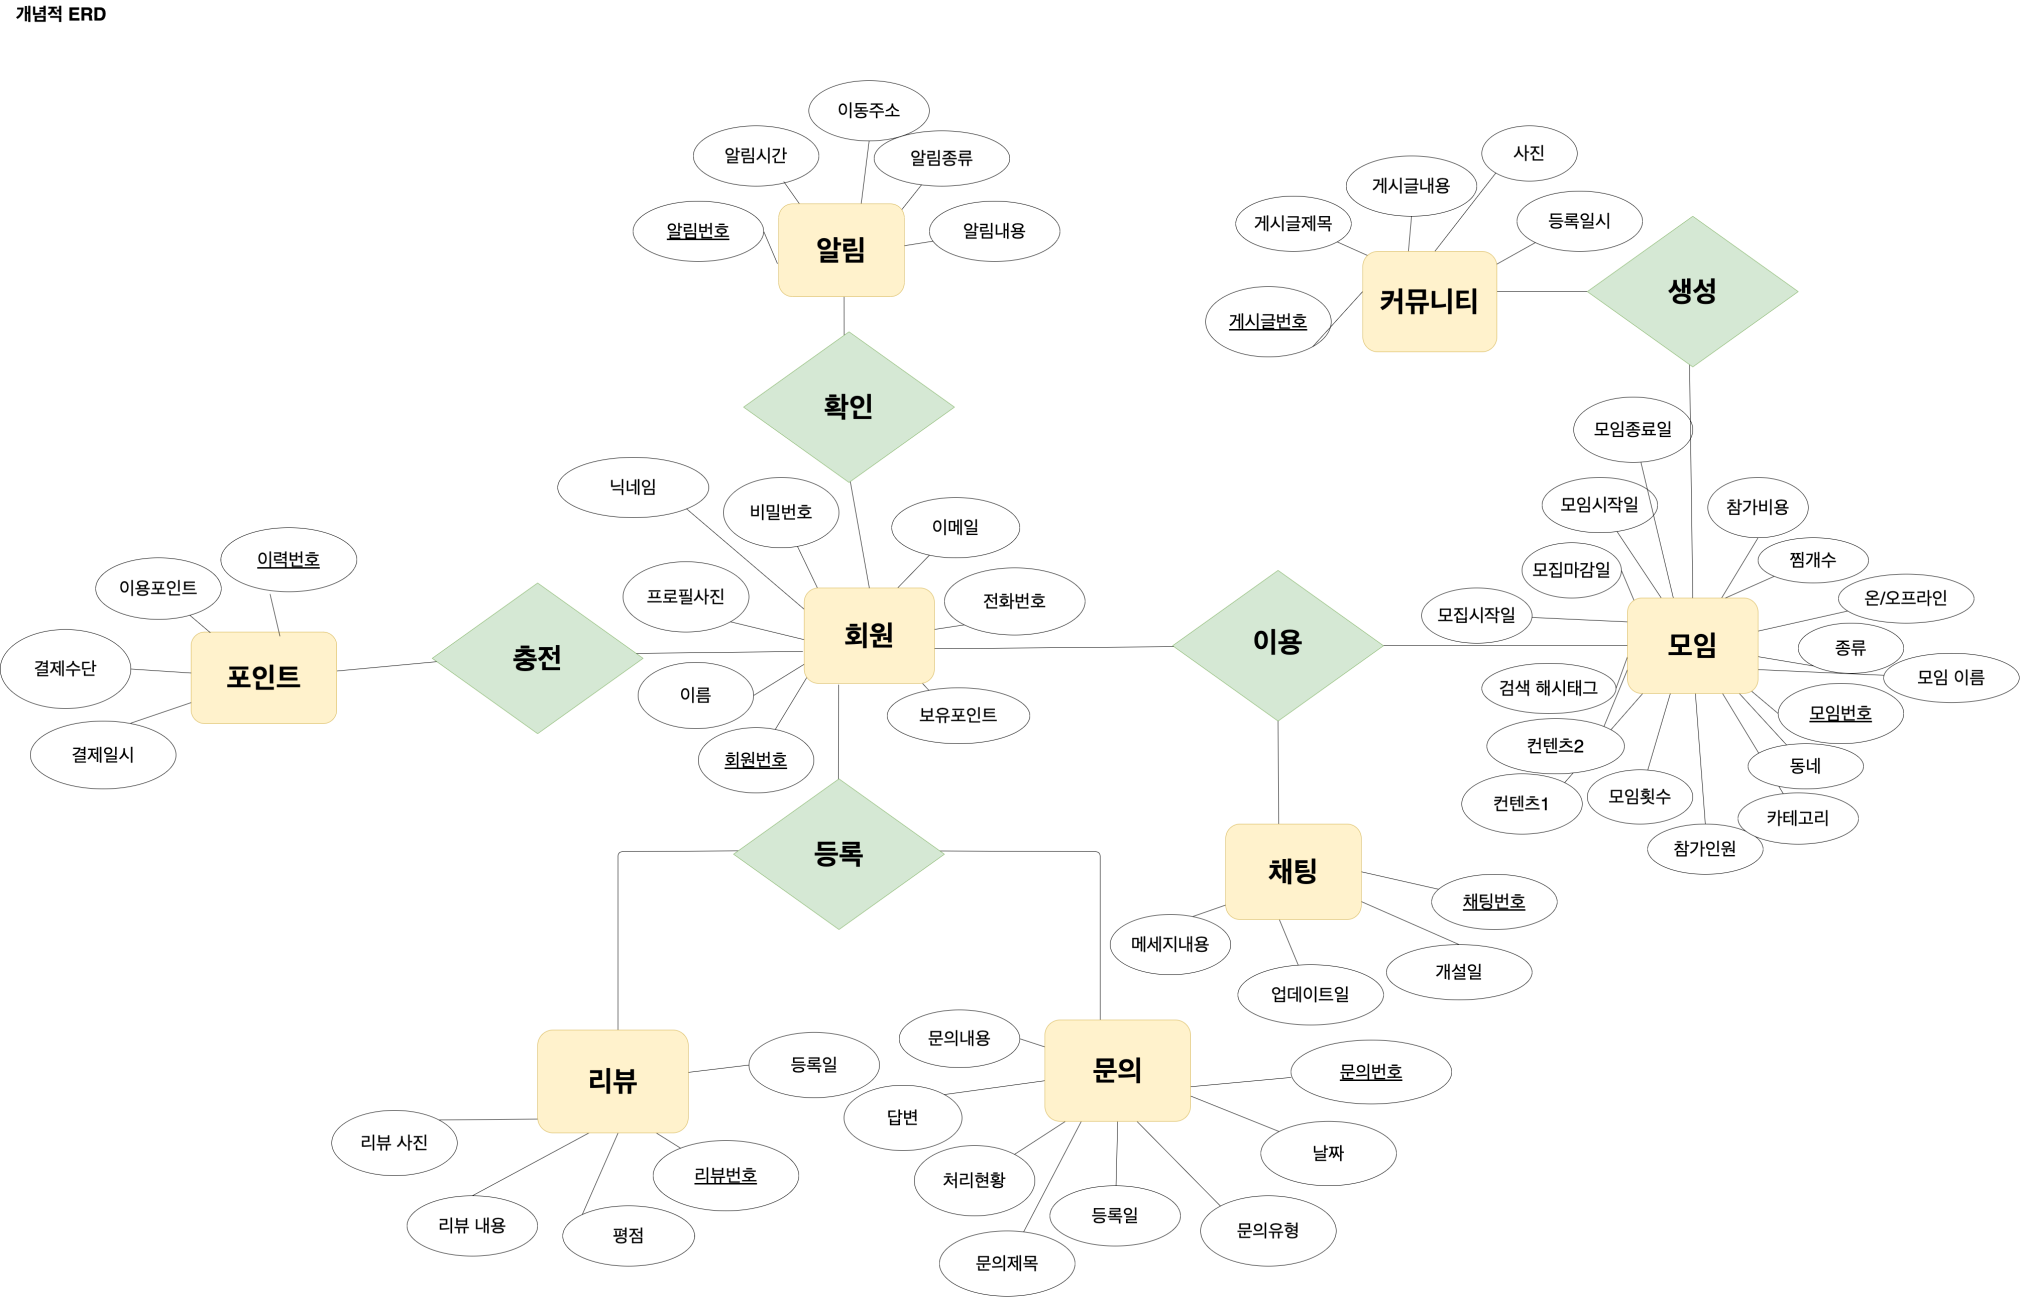 개념적 ERD
이동주소
알림시간
알림종류
알림번호
알림내용
알림
확인
사진
게시글내용
게시글제목
등록일시
게시글번호
커뮤니티
생성
닉네임
비밀번호
이메일
프로필사진
전화번호
회원
이름
보유포인트
회원번호
이력번호
이용포인트
결제수단
포인트
결제일시
충전
이용
모임종료일
모임시작일
참가비용
모집마감일
찜개수
모집시작일
온/오프라인
모임
종류
모임 이름
검색 해시태그
모임번호
컨텐츠2
동네
컨텐츠1
모임횟수
카테고리
참가인원
등록
채팅
채팅번호
메세지내용
개설일
업데이트일
리뷰
등록일
리뷰 사진
리뷰번호
리뷰 내용
평점
문의내용
문의
문의번호
답변
날짜
처리현황
등록일
문의유형
문의제목